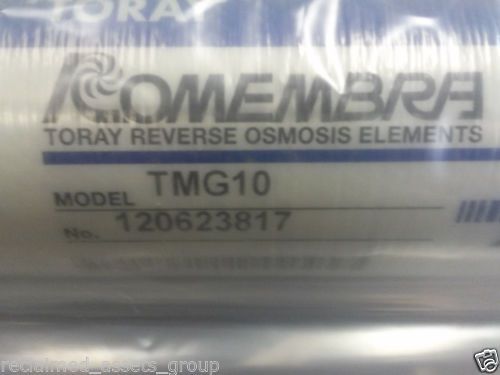 TORAY
ROMEMBRA
TORAY REVERSE OSMOSIS ELEMENTS
MODEL TMG10
No. 120623817
reclaimed_assets_group